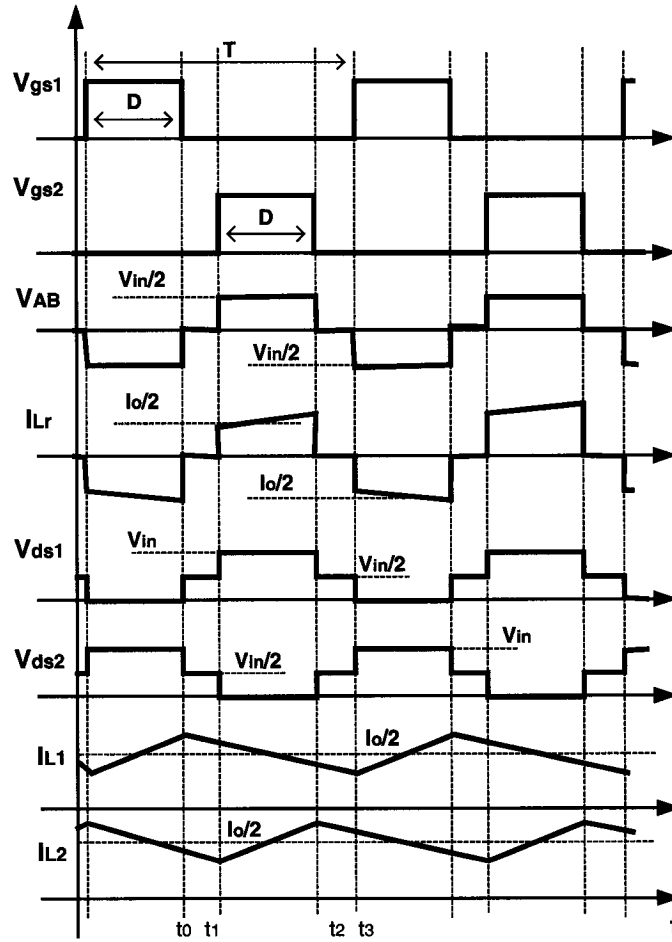 T
Vgs1
D
Vgs2
D
Vin/2
VAB
Vin/2
Io/2
ILr
Io/2
Vin
Vds1
Vin/2
Vin
Vds2
Vin/2
Io/2
IL1
Io/2
IL2
t0 t1 t2 t3